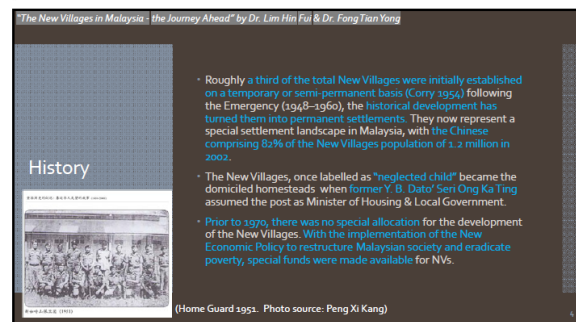 "The New Villages in Malaysia - the Journey Ahead" by Dr. Lim Hin Fui & Dr. Fong Tian Yong
History
• Roughly a third of the total New Villages were initially established
on a temporary or semi-permanent basis (Corry 1954) following
the Emergency (1948–1960), the historical development has
turned them into permanent settlements. They now represent a
special settlement landscape in Malaysia, with the Chinese
comprising 82% of the New Villages population of 1.2 million in
2002.
• The New Villages, once labelled as "neglected child" became the
domiciled homesteads when former Y. B. Dato' Seri Ong Ka Ting
assumed the post as Minister of Housing & Local Government.
• Prior to 1970, there was no special allocation for the development
of the New Villages. With the implementation of the New
Economic Policy to restructure Malaysian society and eradicate
poverty, special funds were made available for NVs.
(1951)
(Home Guard 1951. Photo source: Peng Xi Kang)
4